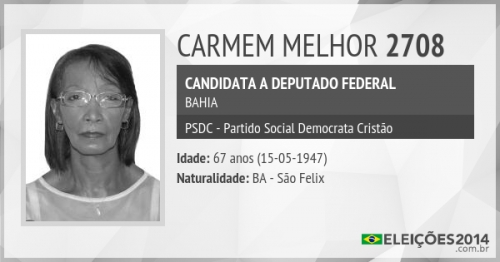 CARMEM MELHOR 2708
CANDIDATA A DEPUTADO FEDERAL
BAHIA
PSDC - Partido Social Democrata Cristão
Idade: 67 anos (15-05-1947)
Naturalidade: BA - São Felix
ELEIÇÕES2014
.com.br